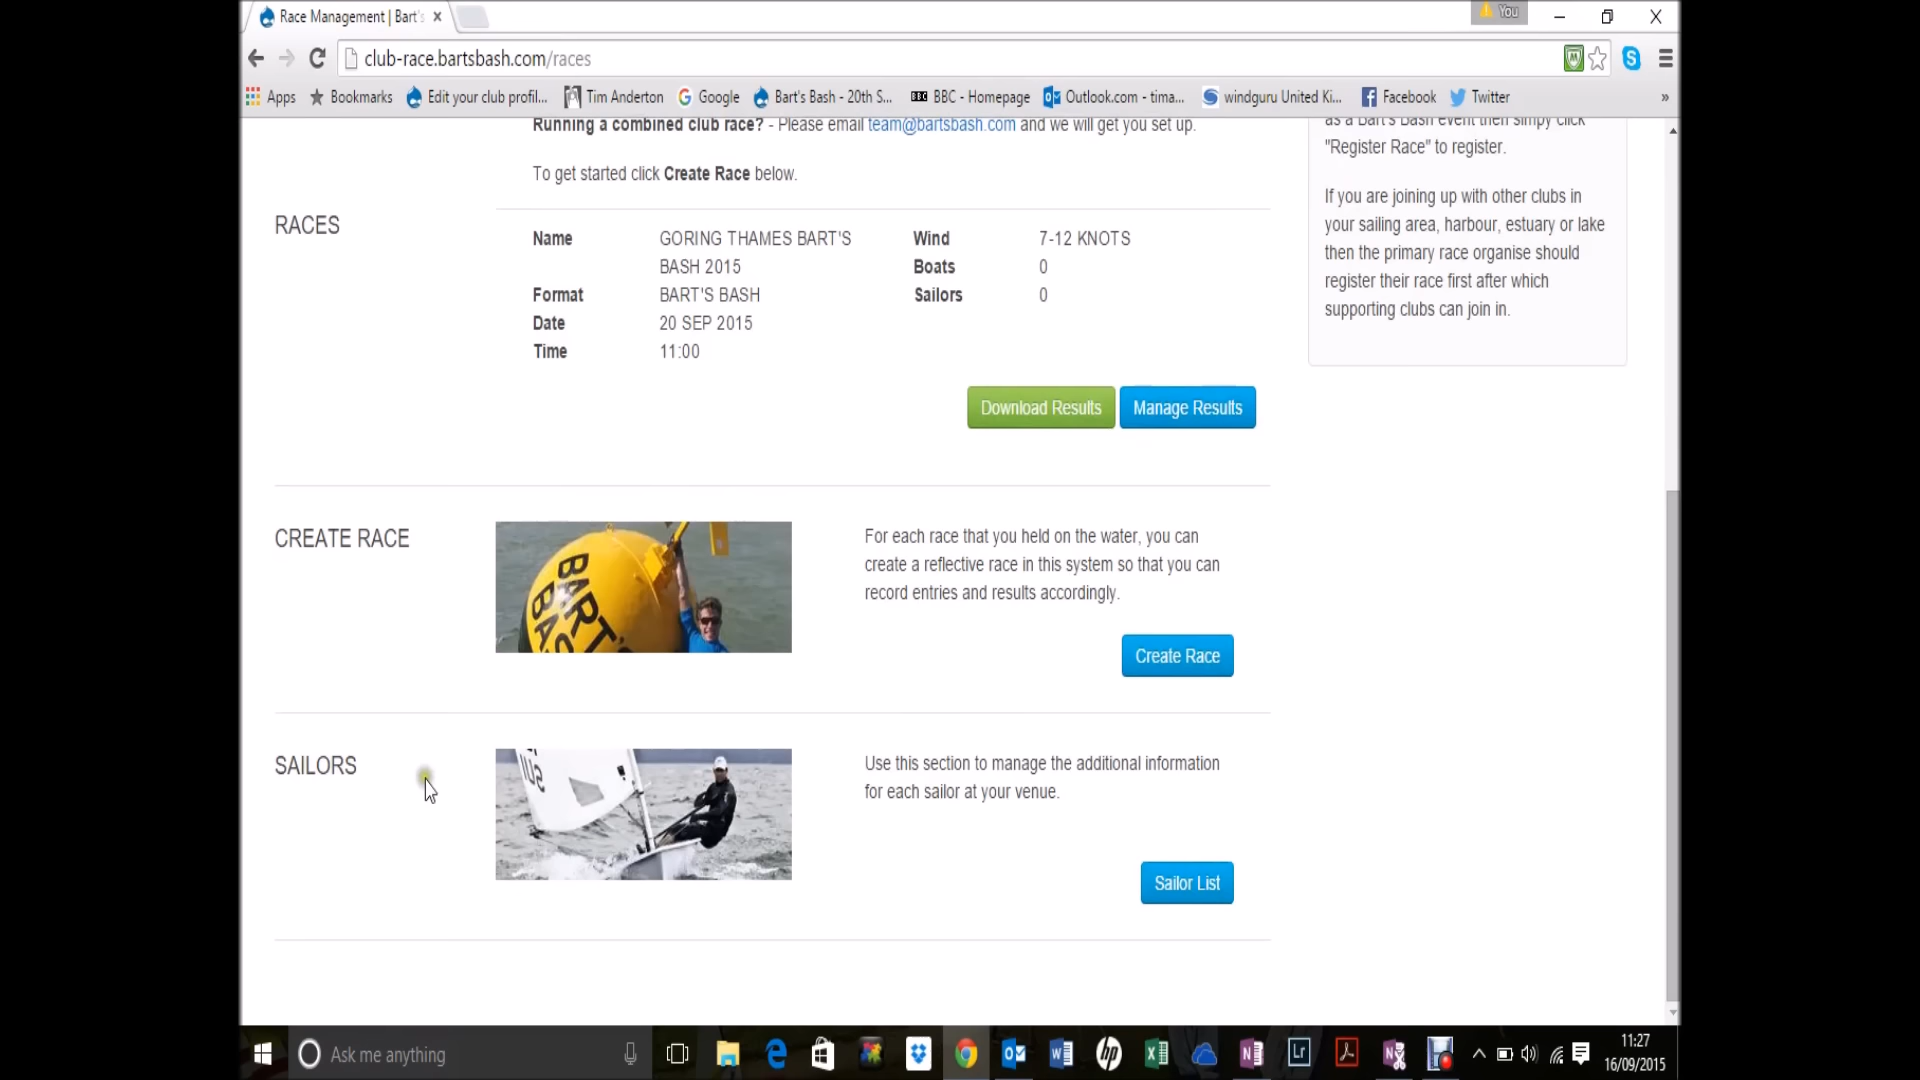 Race Management | Bart's
You
club-race.bartsbash.com/races
Apps
Bookmarks
Edit your club profil...
Tim Anderton
Google
Bart's Bash - 20th S...
BBC - Homepage
Outlook.com - tima...
windguru United Ki...
Facebook
Twitter
»
Running a combined club race? - Please email team@bartsbash.com and we will get you set up.
To get started click Create Race below.
as a Bart's Bash event then simply click
"Register Race" to register.
If you are joining up with other clubs in
your sailing area, harbour, estuary or lake
then the primary race organise should
register their race first after which
supporting clubs can join in.
RACES
Name GORING THAMES BART'S Wind 7-12 KNOTS
BASH 2015 Boats 0
Format BART'S BASH Sailors 0
Date 20 SEP 2015
Time 11:00
Download Results Manage Results
CREATE RACE
BART'S
BAS
For each race that you held on the water, you can
create a reflective race in this system so that you can
record entries and results accordingly.
Create Race
SAILORS
Use this section to manage the additional information
for each sailor at your venue.
Sailor List
Ask me anything
11:27
16/09/2015